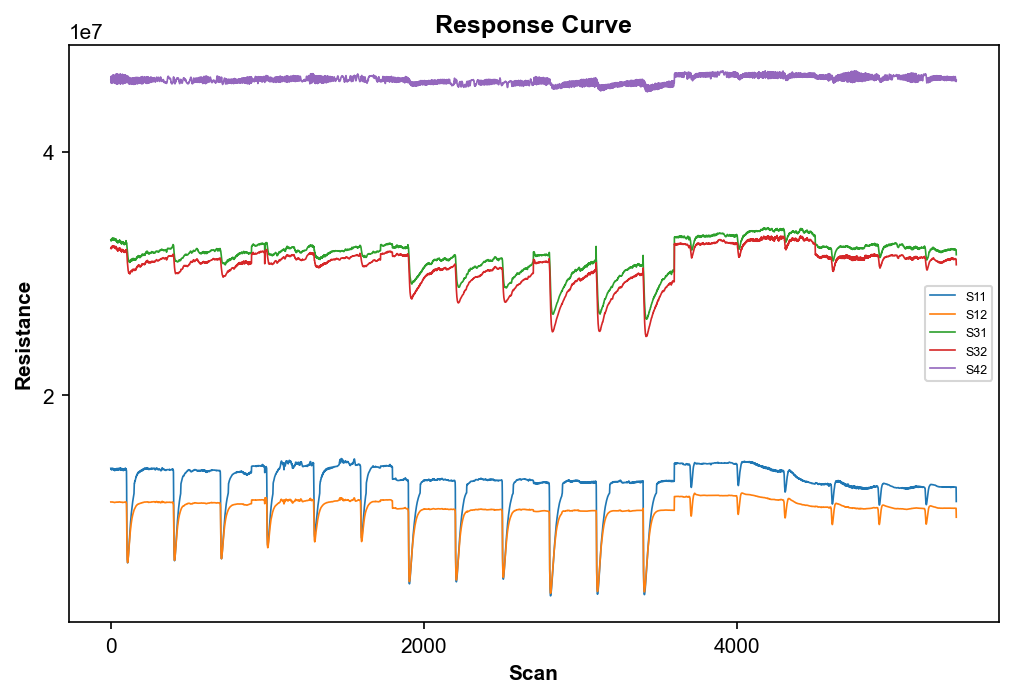 Response Curve
1e7
4
2
Resistance
S11
S12
S31
S32
S42
0 2000 4000
Scan